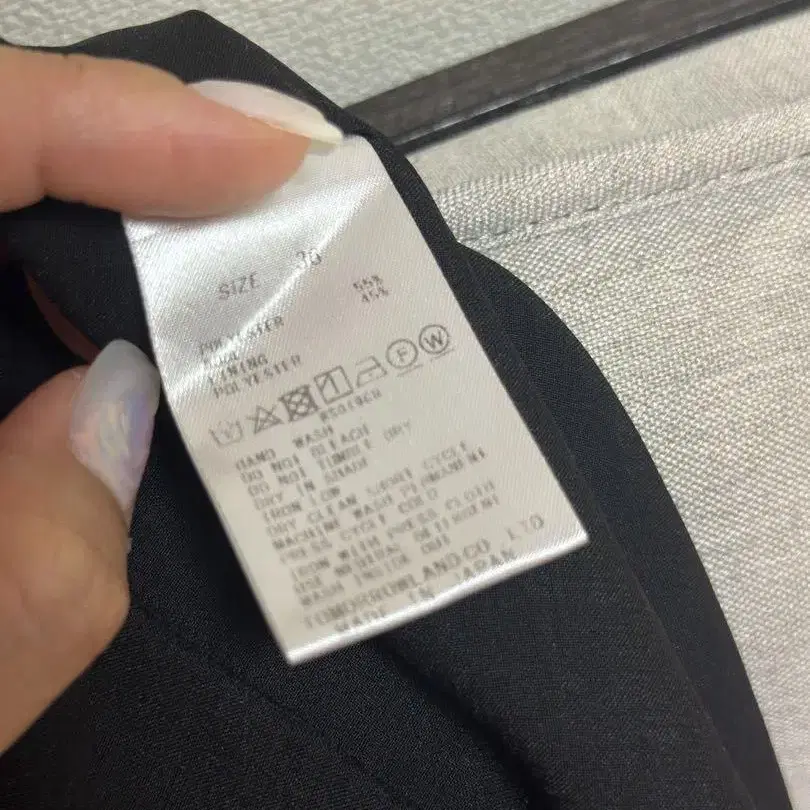 SIZE 36
55%
45%
POLYESTER
WOOL
LINING
POLYESTER
F W
HAND WASH
DO NOT BLEACH
DO NOT TUMBLE DRY
DRY IN SHADE
IRON LOW
DRY CLEAN SHORT CYCLE
MACHINE WASH PERMANENT
PRESS CYCLE COLD
IRON WITH PRESS CLOTH
USE NEUTRAL DETERGENT
WASH INSIDE OUT
TOMORROWLAND CO LTD
MADE IN JAPAN